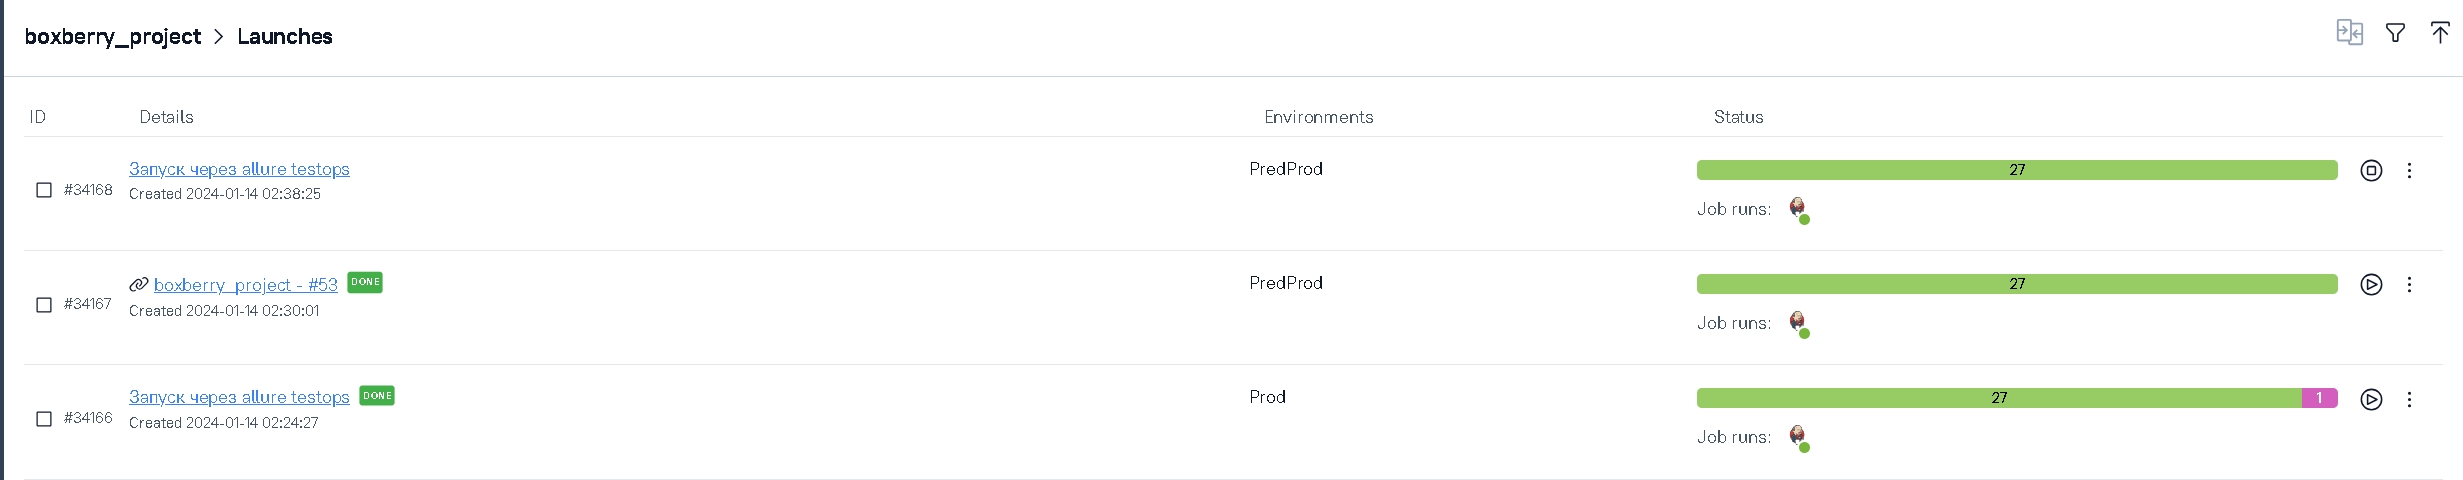 boxberry_project > Launches
ID Details Environments Status
Запуск через allure testops PredProd 27
#34168 Created 2024-01-14 02:38:25
Job runs:
boxberry_project - #53 DONE PredProd 27
#34167 Created 2024-01-14 02:30:01
Job runs:
Запуск через allure testops DONE Prod 27 1
#34166 Created 2024-01-14 02:24:27
Job runs: